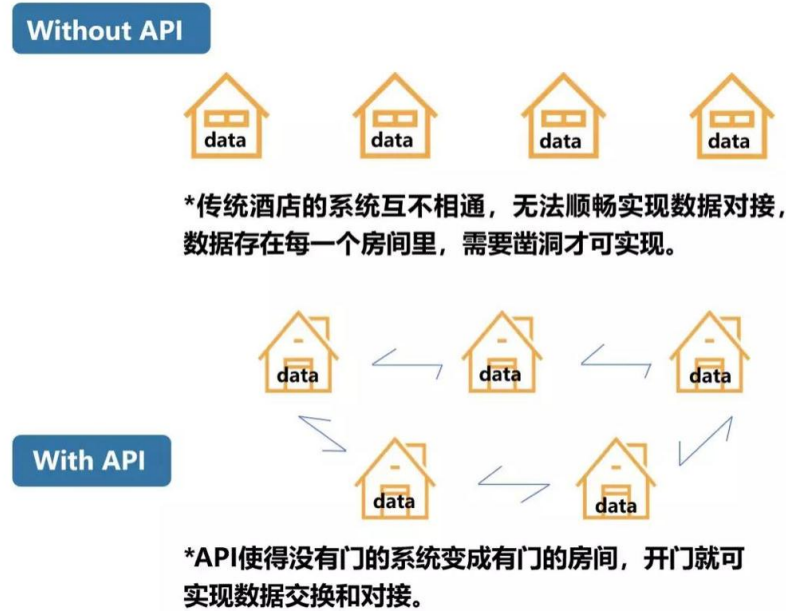 Without API
data data data data
*传统酒店的系统互不相通，无法顺畅实现数据对接，
数据存在每一个房间里，需要凿洞才可实现。
data data data
With API
data data
*API使得没有门的系统变成有门的房间，开门就可
实现数据交换和对接。